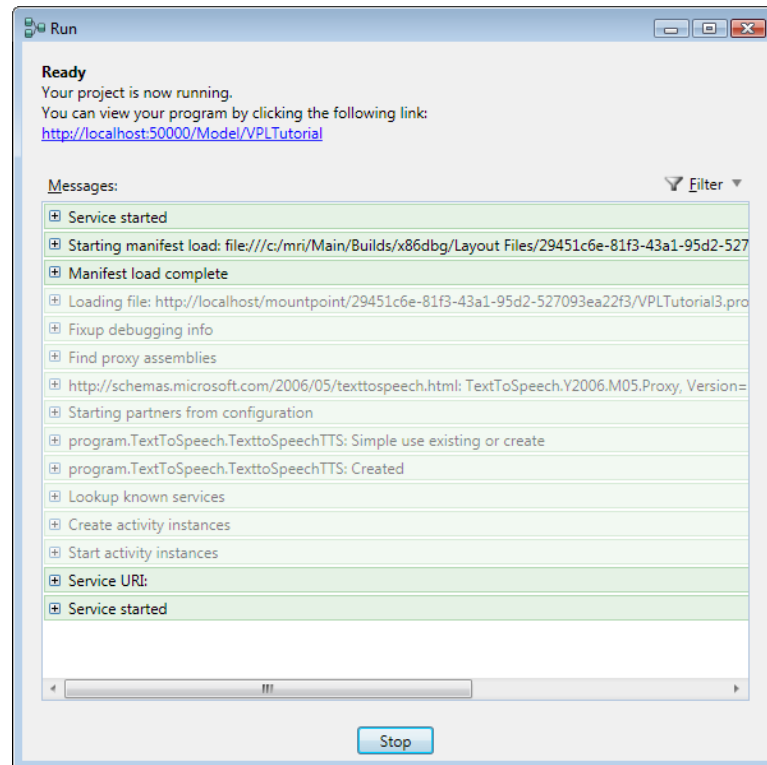 Run
Ready
Your project is now running.
You can view your program by clicking the following link:
http://localhost:50000/Model/VPLTutorial
Messages:
Filter
Service started
Starting manifest load: file:///c:/mri/Main/Builds/x86dbg/Layout Files/29451c6e-81f3-43a1-95d2-527
Manifest load complete
Loading file: http://localhost/mountpoint/29451c6e-81f3-43a1-95d2-527093ea22f3/VPLTutorial3.pro
Fixup debugging info
Find proxy assemblies
http://schemas.microsoft.com/2006/05/texttospeech.html: TextToSpeech.Y2006.M05.Proxy, Version=
Starting partners from configuration
program.TextToSpeech.TexttoSpeechTTS: Simple use existing or create
program.TextToSpeech.TexttoSpeechTTS: Created
Lookup known services
Create activity instances
Start activity instances
Service URI:
Service started
Stop